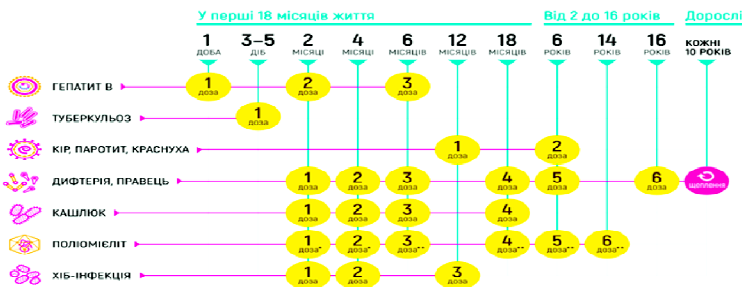 У перші 18 місяців життя
Від 2 до 16 років
Дорослі
1 ДОБА
3–5 ДІБ
2 МІСЯЦІ
4 МІСЯЦІ
6 МІСЯЦІВ
12 МІСЯЦІВ
18 МІСЯЦІВ
6 РОКІВ
14 РОКІВ
16 РОКІВ
КОЖНІ 10 РОКІВ
ГЕПАТИТ В
1 доза
2 доза
3 доза
ТУБЕРКУЛЬОЗ
1 доза
КІР, ПАРОТИТ, КРАСНУХА
1 доза
2 доза
ДИФТЕРІЯ, ПРАВЕЦЬ
1 доза
2 доза
3 доза
4 доза
5 доза
6 доза
щеплення
КАШЛЮК
1 доза
2 доза
3 доза
4 доза
ПОЛІОМІЄЛІТ
1 доза*
2 доза*
3 доза**
4 доза**
5 доза**
6 доза**
ХІБ-ІНФЕКЦІЯ
1 доза
2 доза
3 доза